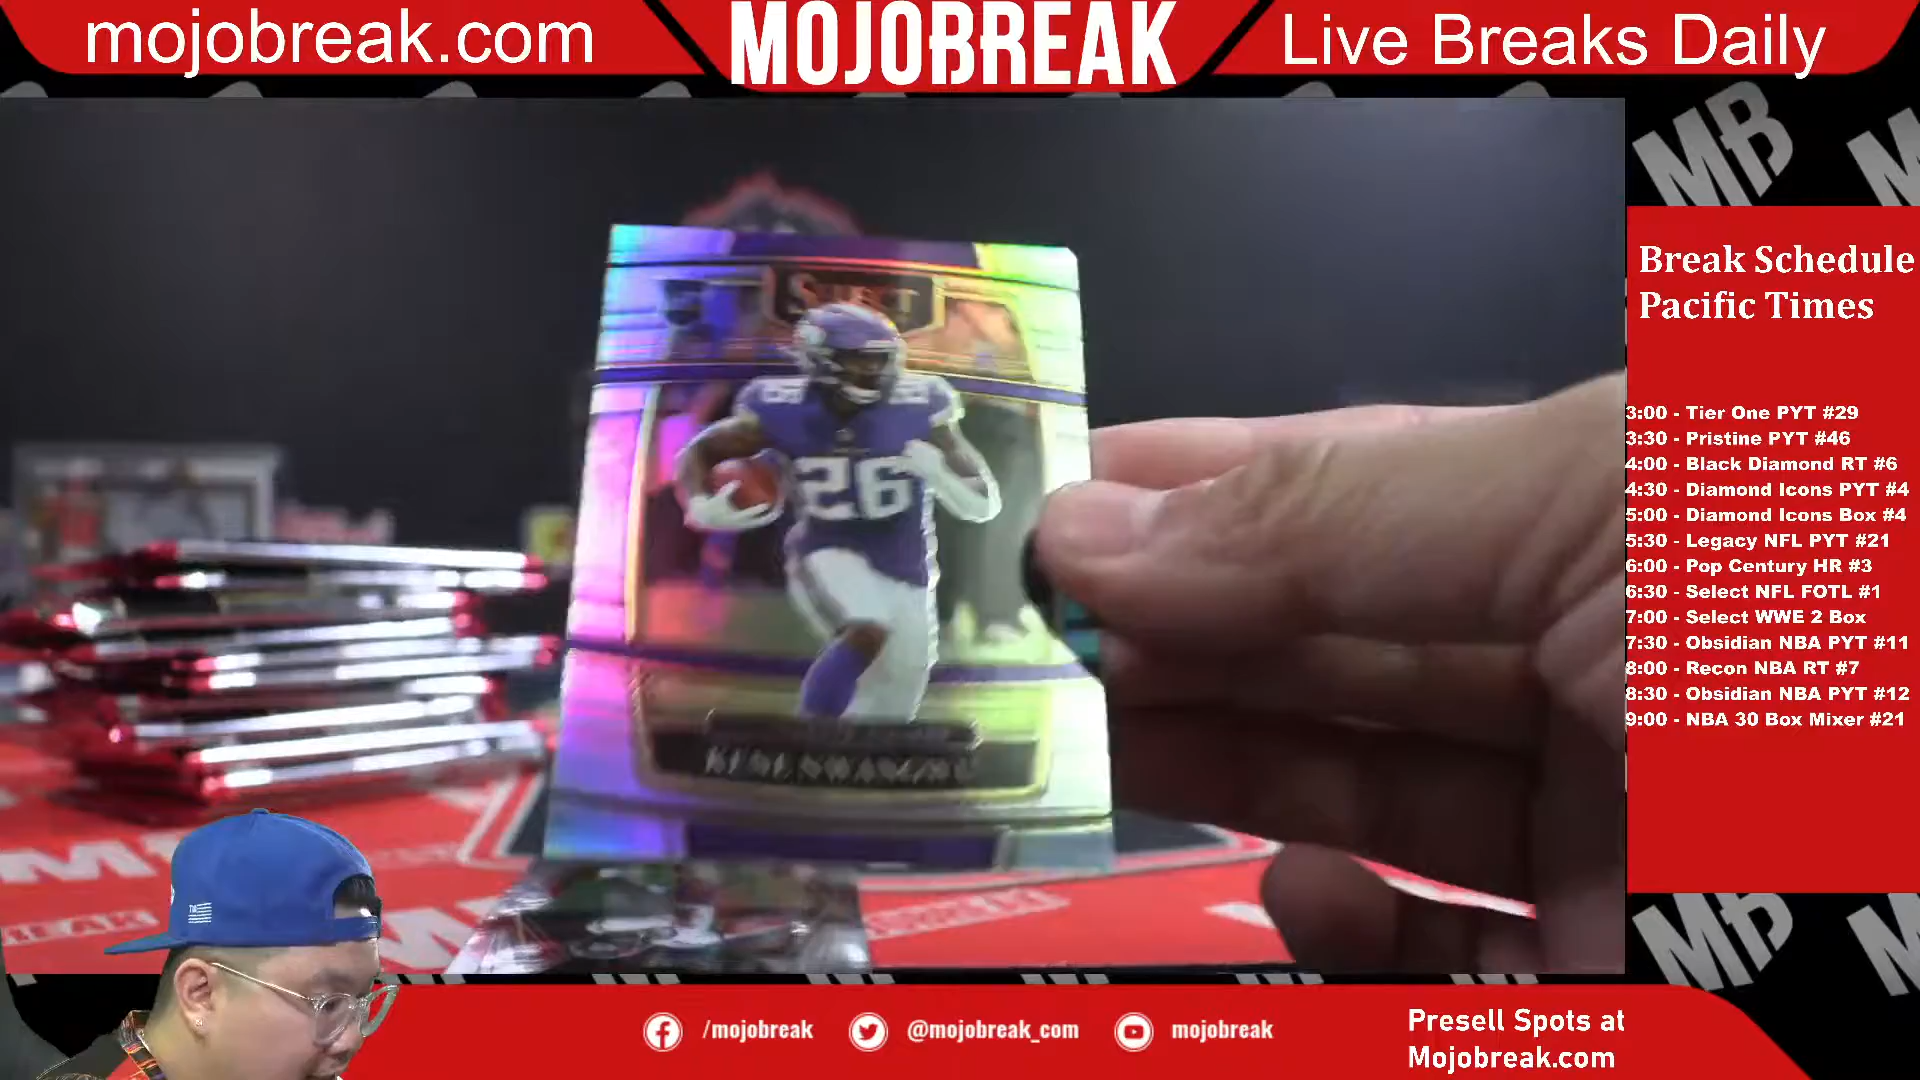 mojobreak.com
MOJOBREAK
Live Breaks Daily
MB
Break Schedule
Pacific Times
3:00 - Tier One PYT #29
3:30 - Pristine PYT #46
4:00 - Black Diamond RT #6
4:30 - Diamond Icons PYT #4
5:00 - Diamond Icons Box #4
5:30 - Legacy NFL PYT #21
6:00 - Pop Century HR #3
6:30 - Select NFL FOTL #1
7:00 - Select WWE 2 Box
7:30 - Obsidian NBA PYT #11
8:00 - Recon NBA RT #7
8:30 - Obsidian NBA PYT #12
9:00 - NBA 30 Box Mixer #21
SELECT
26
KENE NWANGWU
MB
/mojobreak
@mojobreak_com
mojobreak
Presell Spots at
Mojobreak.com